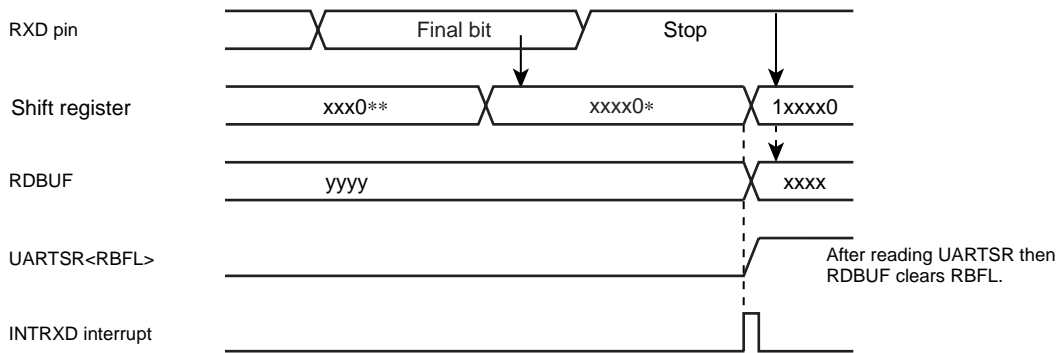 RXD pin
Final bit
Stop
Shift register
xxx0**
xxxx0*
1xxxx0
RDBUF
yyyy
xxxx
UARTSR<RBFL>
After reading UARTSR then
RDBUF clears RBFL.
INTRXD interrupt